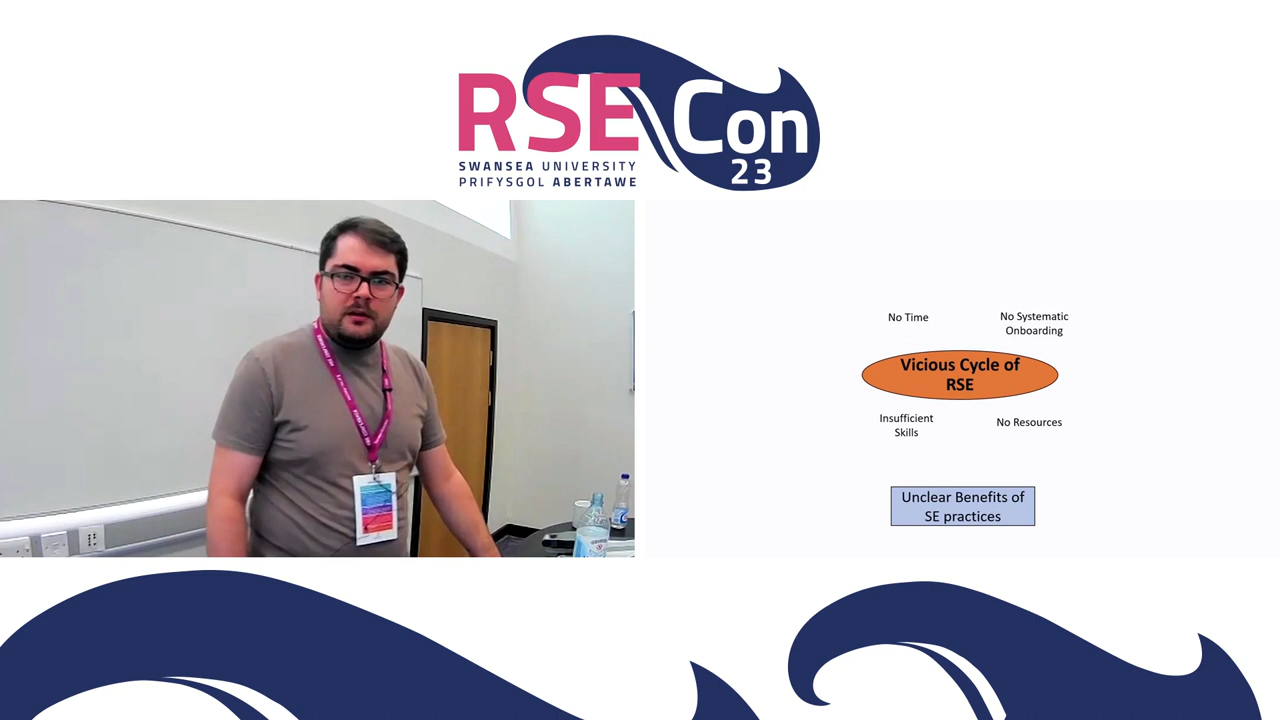 RSE Con
23
SWANSEA UNIVERSITY
PRIFYSGOL ABERTAWE
No Time
No Systematic
Onboarding
Vicious Cycle of
RSE
Insufficient
Skills
No Resources
Unclear Benefits of
SE practices